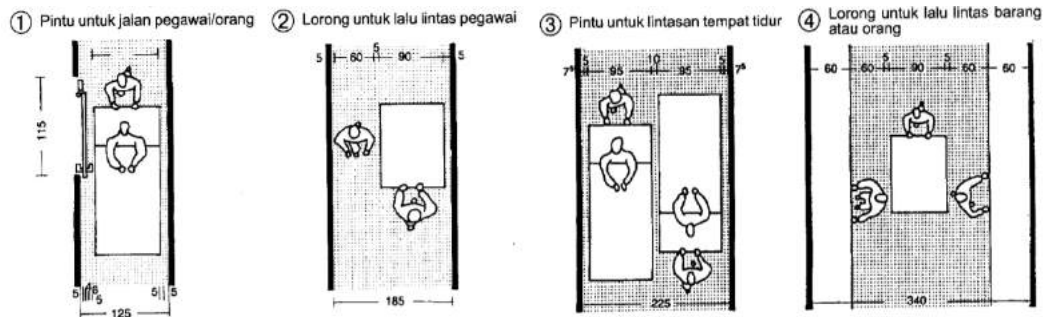 ① Pintu untuk jalan pegawai/orang
115
5 5 5
125
② Lorong untuk lalu lintas pegawai
5 60 5 90 5
185
③ Pintu untuk lintasan tempat tidur
7⁵ 5 95 10 95 5 7⁵
225
④ Lorong untuk lalu lintas barang
atau orang
60 60 5 90 5 60 60
340